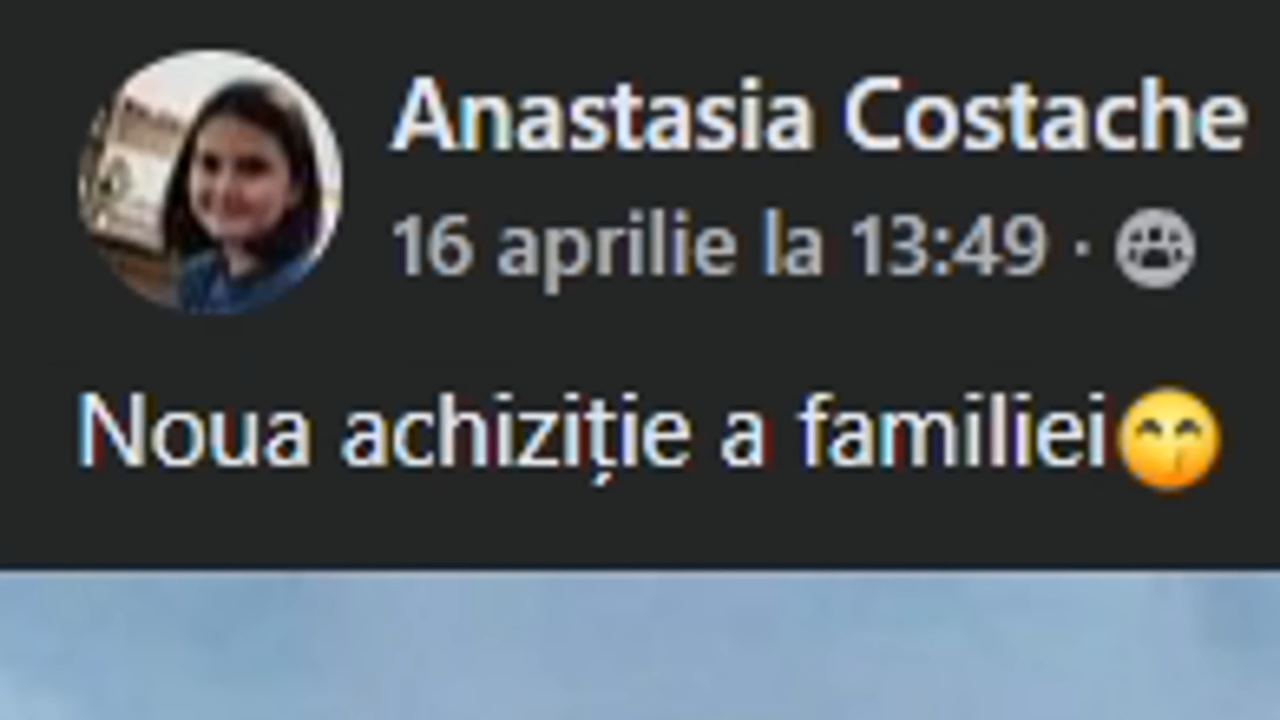 Anastasia Costache
16 aprilie la 13:49 ·
Noua achiziție a familiei😙